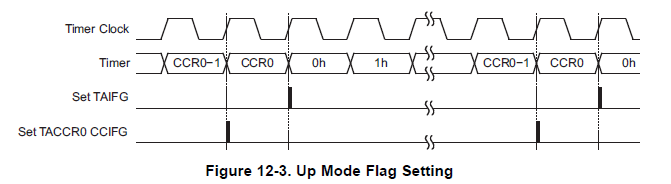 Timer Clock
Timer CCR0−1 CCR0 0h 1h CCR0−1 CCR0 0h
Set TAIFG
Set TACCR0 CCIFG
Figure 12-3. Up Mode Flag Setting